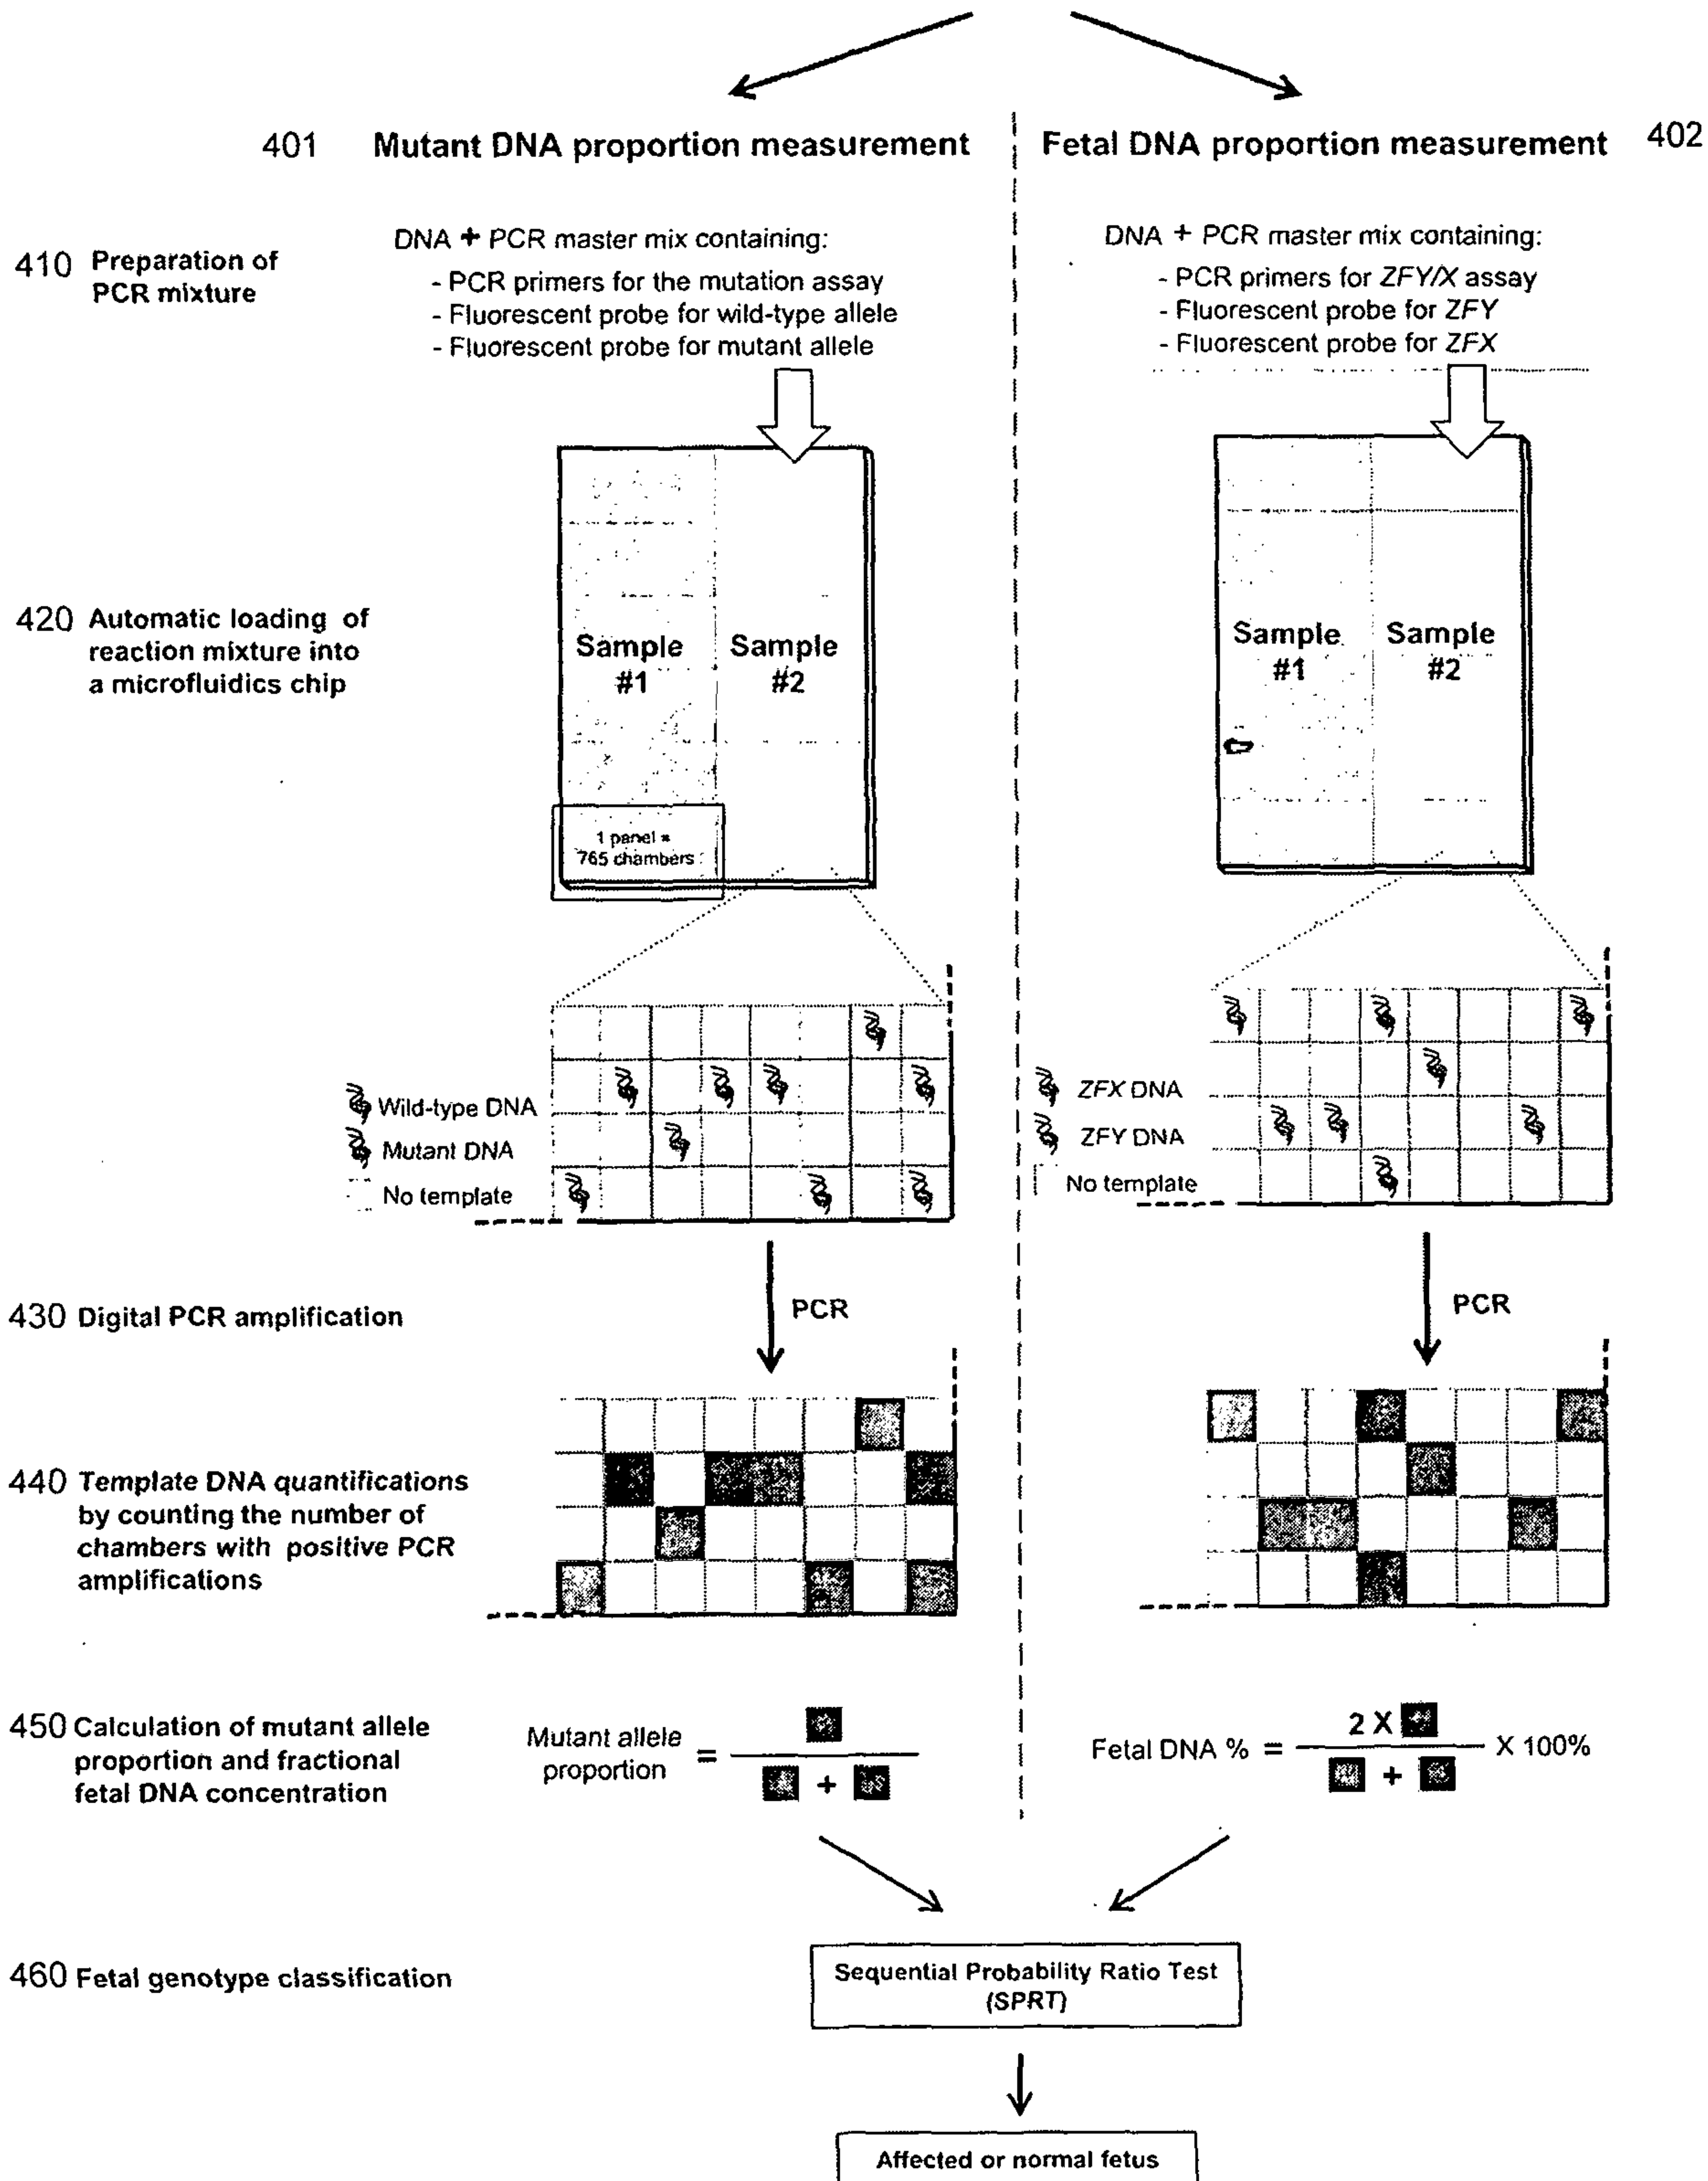 401 Mutant DNA proportion measurement
Fetal DNA proportion measurement 402
410 Preparation of
PCR mixture
DNA + PCR master mix containing:
- PCR primers for the mutation assay
- Fluorescent probe for wild-type allele
- Fluorescent probe for mutant allele
DNA + PCR master mix containing:
- PCR primers for ZFY/X assay
- Fluorescent probe for ZFY
- Fluorescent probe for ZFX
420 Automatic loading of
reaction mixture into
a microfluidics chip
Sample
#1
Sample
#2
1 panel =
765 chambers
Sample
#1
Sample
#2
Wild-type DNA
Mutant DNA
No template
ZFX DNA
ZFY DNA
No template
430 Digital PCR amplification
PCR
PCR
440 Template DNA quantifications
by counting the number of
chambers with positive PCR
amplifications
450 Calculation of mutant allele
proportion and fractional
fetal DNA concentration
Mutant allele
proportion
=
+
Fetal DNA % =
2 X
+
X 100%
460 Fetal genotype classification
Sequential Probability Ratio Test
(SPRT)
Affected or normal fetus